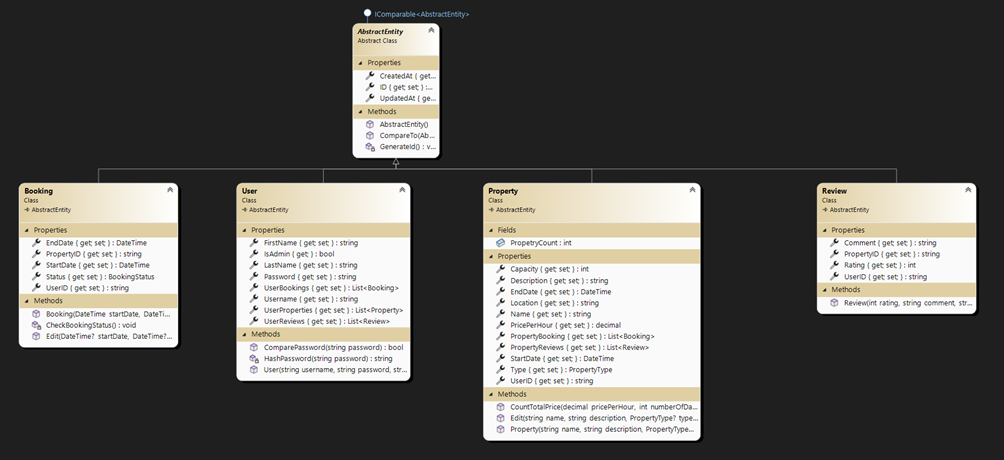 IComparable<AbstractEntity>
AbstractEntity
Abstract Class
Properties
CreatedAt { get...
ID { get; set; } :...
UpdatedAt { ge...
Methods
AbstractEntity()
CompareTo(Ab...
GenerateId() : v...
Booking
Class
AbstractEntity
Properties
EndDate { get; set; } : DateTime
PropertyID { get; set; } : string
StartDate { get; set; } : DateTime
Status { get; set; } : BookingStatus
UserID { get; set; } : string
Methods
Booking(DateTime startDate, DateTi...
CheckBookingStatus() : void
Edit(DateTime? startDate, DateTime?...
User
Class
AbstractEntity
Properties
FirstName { get; set; } : string
IsAdmin { get; } : bool
LastName { get; set; } : string
Password { get; set; } : string
UserBookings { get; set; } : List<Booking>
Username { get; set; } : string
UserProperties { get; set; } : List<Property>
UserReviews { get; set; } : List<Review>
Methods
ComparePassword(string password) : bool
HashPassword(string password) : string
User(string username, string password, str...
Property
Class
AbstractEntity
Fields
PropetryCount : int
Properties
Capacity { get; set; } : int
Description { get; set; } : string
EndDate { get; set; } : DateTime
Location { get; set; } : string
Name { get; set; } : string
PricePerHour { get; set; } : decimal
PropertyBooking { get; set; } : List<Booking>
PropertyReviews { get; set; } : List<Review>
StartDate { get; set; } : DateTime
Type { get; set; } : PropertyType
UserID { get; set; } : string
Methods
CountTotalPrice(decimal pricePerHour, int numberOfDa...
Edit(string name, string description, PropertyType? type...
Property(string name, string description, PropertyType...
Review
Class
AbstractEntity
Properties
Comment { get; set; } : string
PropertyID { get; set; } : string
Rating { get; set; } : int
UserID { get; set; } : string
Methods
Review(int rating, string comment, str...